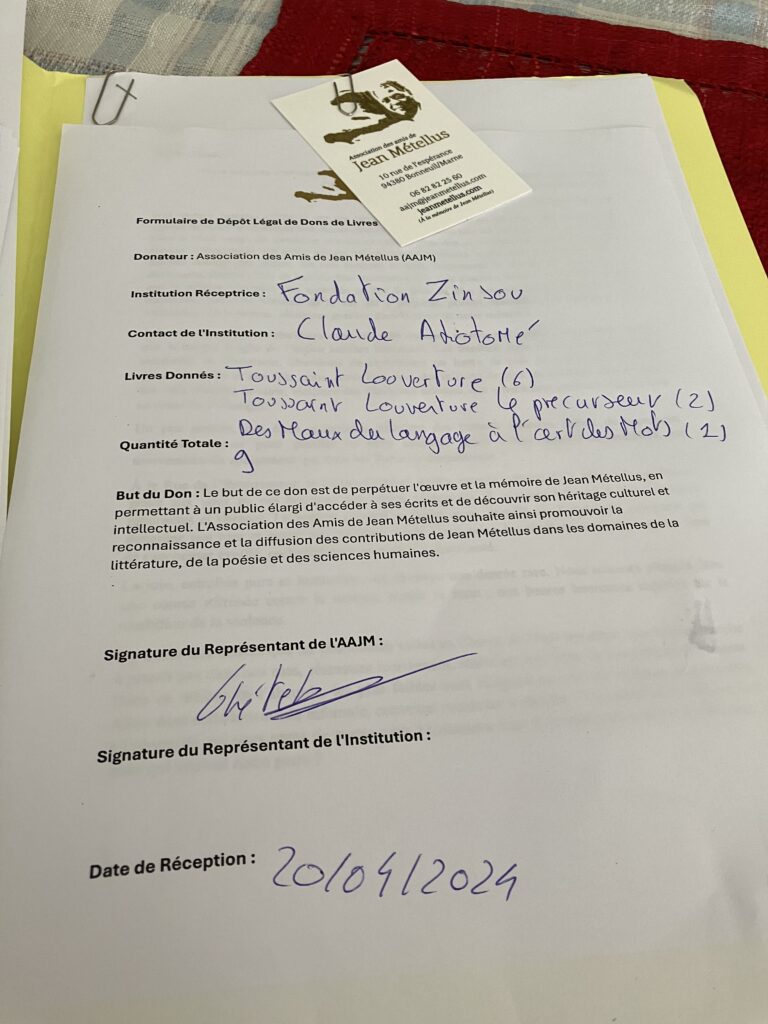 Association des amis de
Jean Métellus
10 rue de l'espérance
94380 Bonneuil/Marne
06 82 82 25 60
aajm@jeanmetellus.com
jeanmetellus.com
(À la mémoire de Jean Métellus)
Formulaire de Dépôt Légal de Dons de Livres
Donateur : Association des Amis de Jean Métellus (AAJM)
Institution Réceptrice : Fondation Zinsou
Contact de l'Institution : Claude
Livres Donnés : Toussaint Louverture (6)
Toussaint Louverture le precurseur (2)
Des Maux du langage à l'art des Mots (1)
Quantité Totale :
9
But du Don : Le but de ce don est de perpétuer l'œuvre et la mémoire de Jean Métellus, en
permettant à un public élargi d'accéder à ses écrits et de découvrir son héritage culturel et
intellectuel. L'Association des Amis de Jean Métellus souhaite ainsi promouvoir la
reconnaissance et la diffusion des contributions de Jean Métellus dans les domaines de la
littérature, de la poésie et des sciences humaines.
.
Signature du Représentant de l'AAJM :
Signature du Représentant de l'Institution :
Date de Réception : 20/04/2024